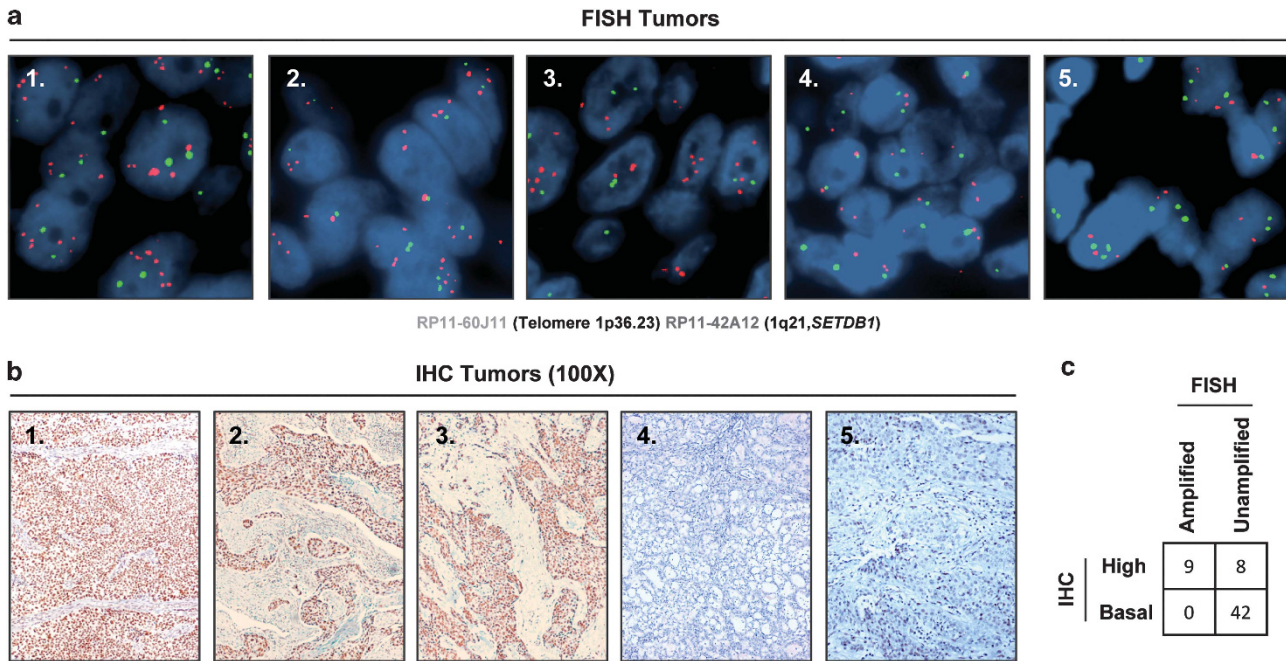 a
FISH Tumors
1.
2.
3.
4.
5.
RP11-60J11 (Telomere 1p36.23) RP11-42A12 (1q21,SETDB1)
b
IHC Tumors (100X)
1.
2.
3.
4.
5.
c
FISH
Amplified
Unamplified
IHC
High
9
8
Basal
0
42